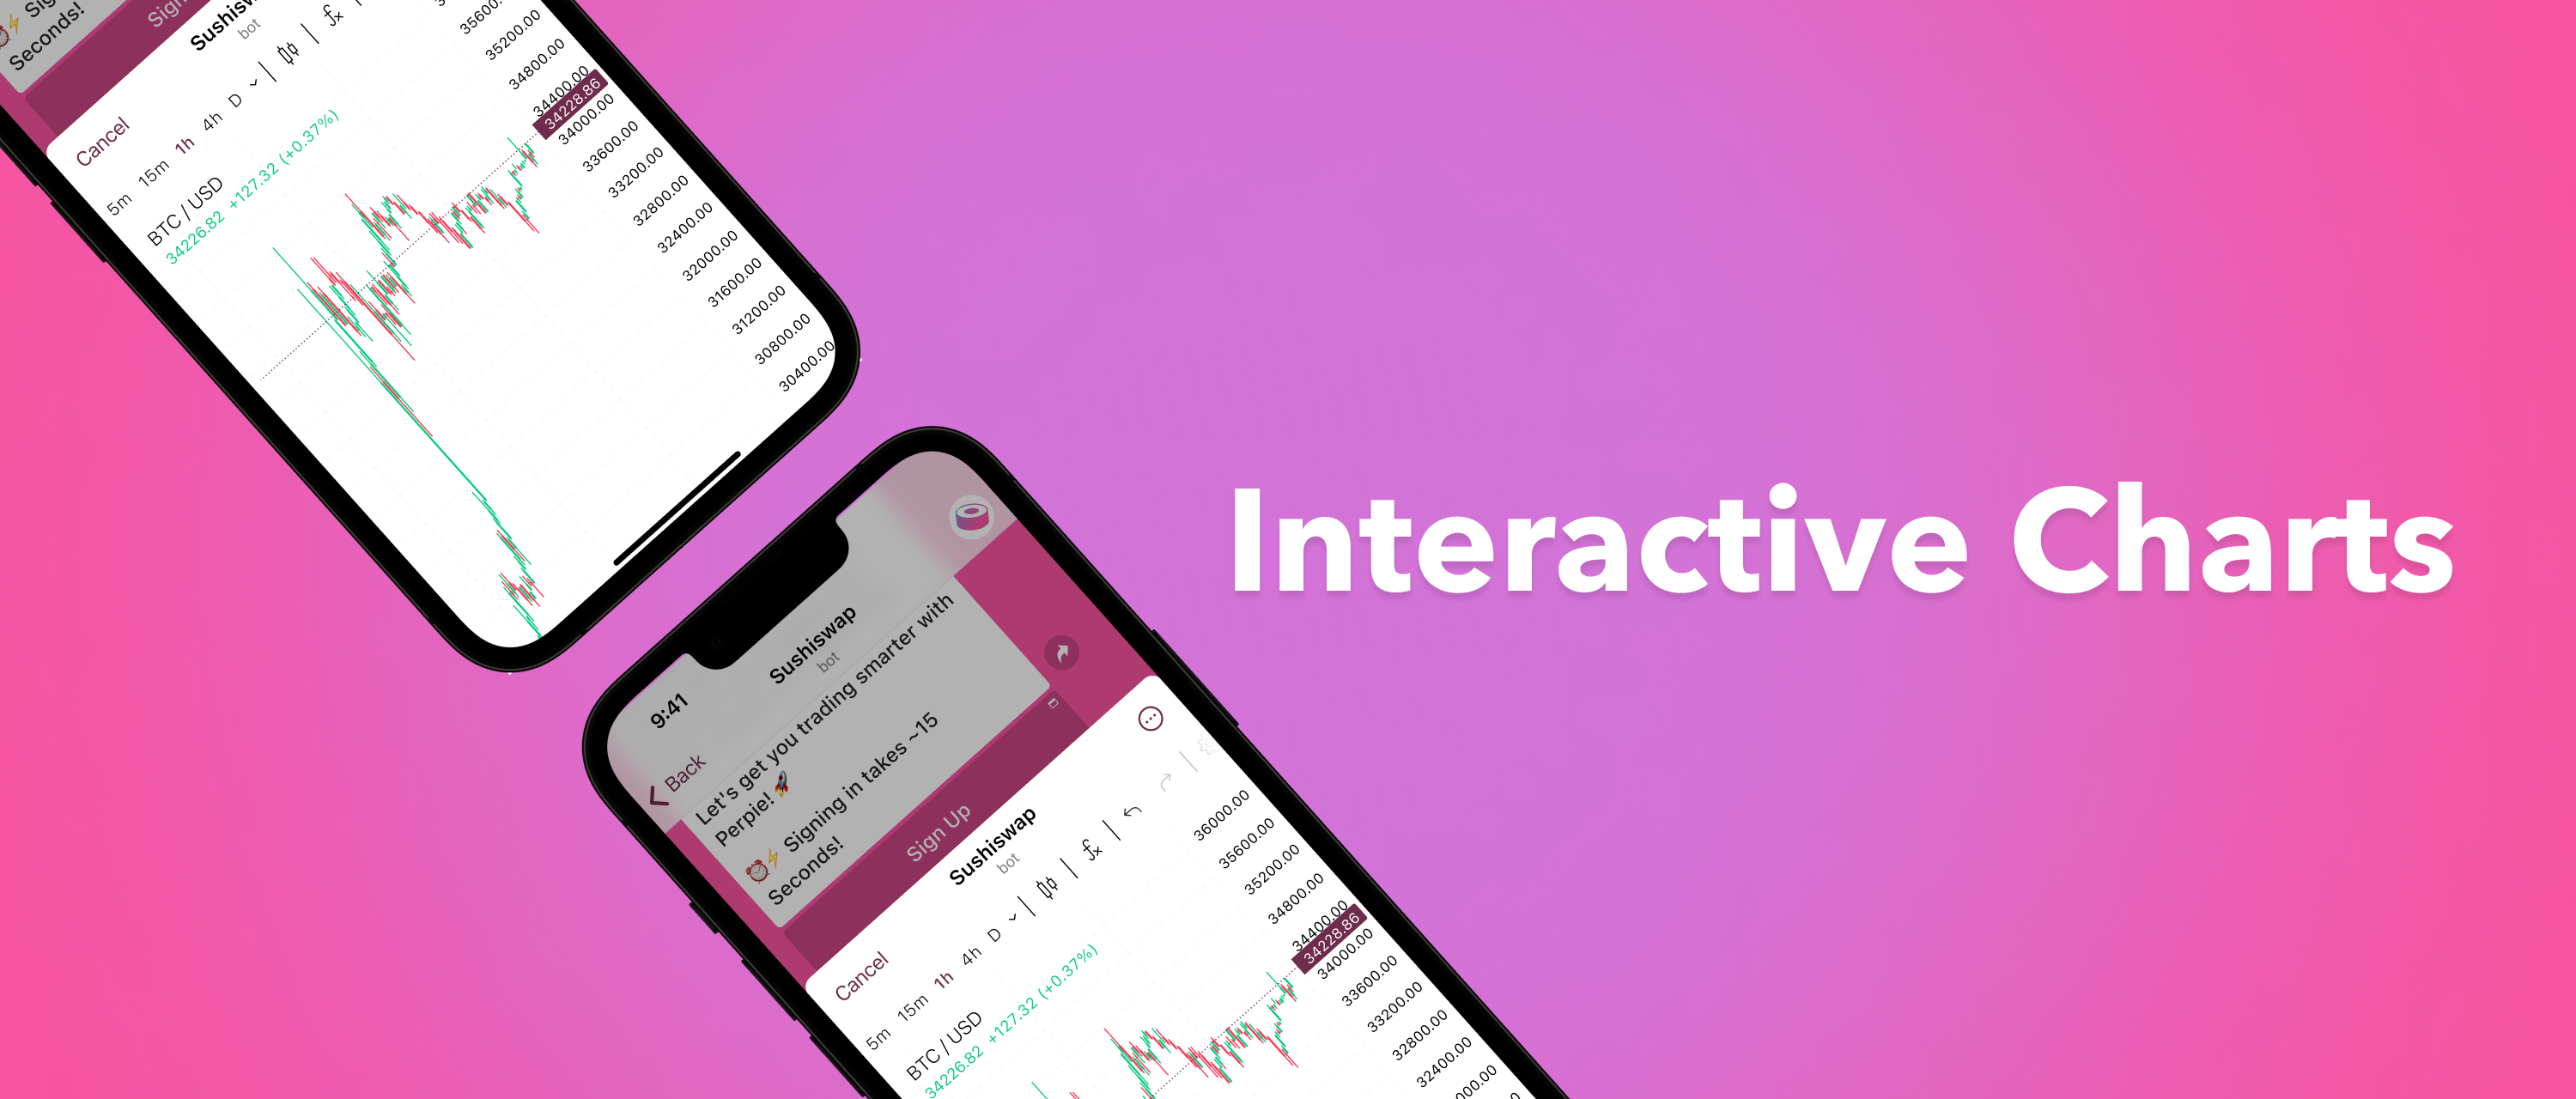 Seconds!
Sushiswap
bot
Cancel
5m 15m 1h 4h D
BTC / USD
34226.82 +127.32 (+0.37%)
35200.00
34800.00
34400.00
34228.86
34000.00
33600.00
33200.00
32800.00
32400.00
32000.00
31600.00
31200.00
30800.00
30400.00
Interactive Charts
9:41
Sushiswap
bot
Back
Let's get you trading smarter with
Perpie! 🚀
⏰⚡ Signing in takes ~15
Seconds!
Sign Up
Sushiswap
bot
Cancel
5m 15m 1h 4h D
BTC / USD
34226.82 +127.32 (+0.37%)
36000.00
35600.00
35200.00
34800.00
34400.00
34228.86
34000.00
33600.00
33200.00
32800.00
32400.00